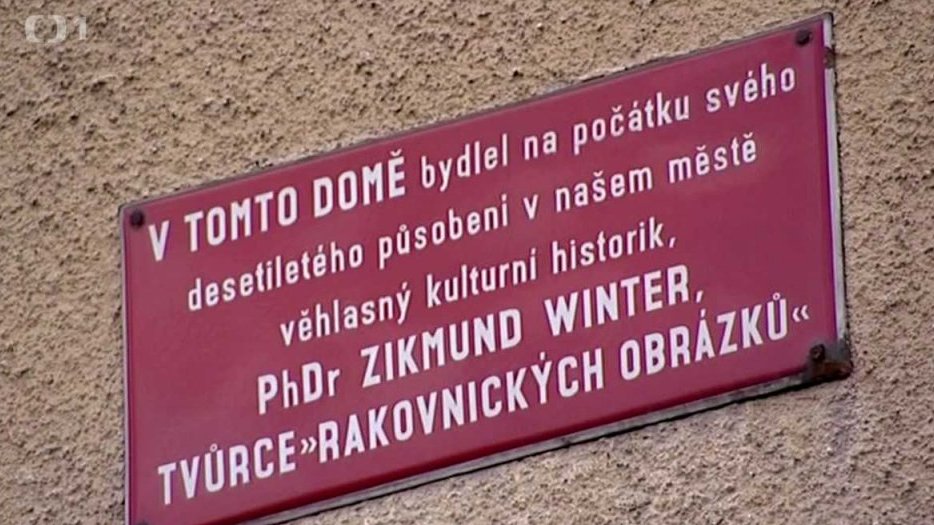 ČT1
V TOMTO DOMĚ bydlel na počátku svého
desetiletého působení v našem městě
věhlasný kulturní historik,
PhDr ZIKMUND WINTER,
TVŮRCE »RAKOVNICKÝCH OBRÁZKŮ«